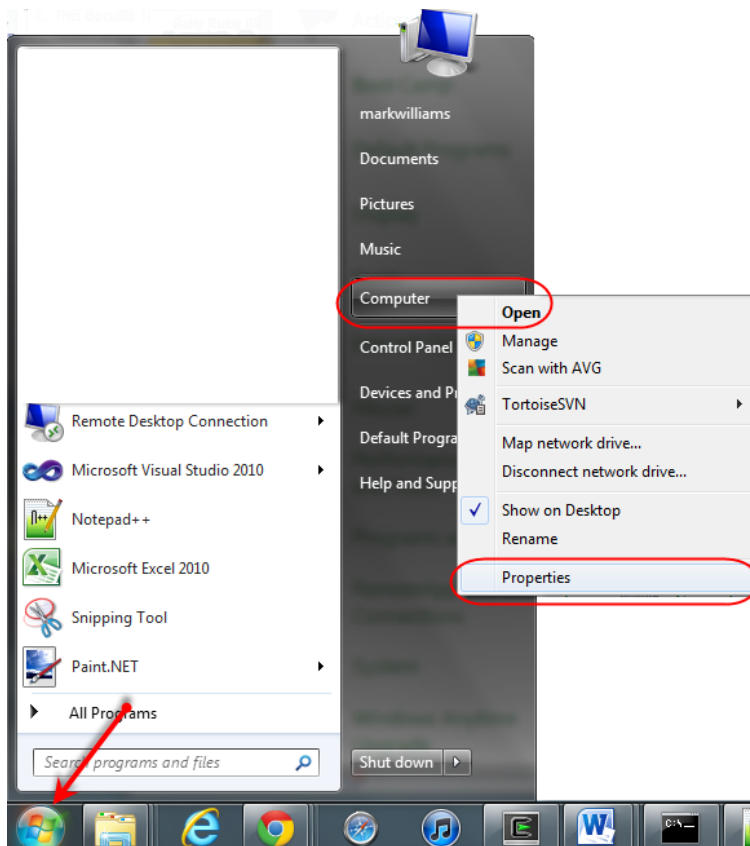 markwilliams
Documents
Pictures
Music
Computer
Control Panel
Devices and Pr
Default Progra
Help and Supp
Open
Manage
Scan with AVG
TortoiseSVN
Map network drive...
Disconnect network drive...
Show on Desktop
Rename
Properties
Remote Desktop Connection
Microsoft Visual Studio 2010
Notepad++
Microsoft Excel 2010
Snipping Tool
Paint.NET
All Programs
Search programs and files
Shut down
C:\_